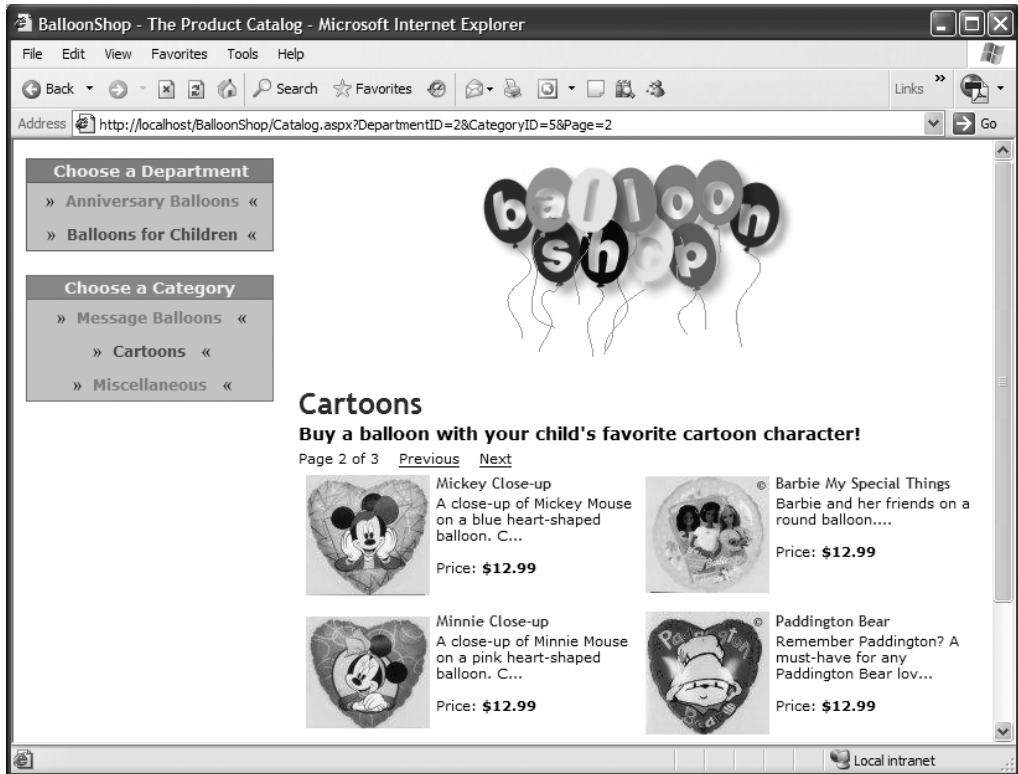 BalloonShop - The Product Catalog - Microsoft Internet Explorer
File Edit View Favorites Tools Help
Back Search Favorites Links »
Address http://localhost/BalloonShop/Catalog.aspx?DepartmentID=2&CategoryID=5&Page=2 Go
Choose a Department
» Anniversary Balloons «
» Balloons for Children «
Choose a Category
» Message Balloons «
» Cartoons «
» Miscellaneous «
balloon
shop
Cartoons
Buy a balloon with your child's favorite cartoon character!
Page 2 of 3 Previous Next
Mickey Close-up
A close-up of Mickey Mouse
on a blue heart-shaped
balloon. C...
Price: $12.99
Barbie
©
Barbie My Special Things
Barbie and her friends on a
round balloon....
Price: $12.99
Minnie Close-up
A close-up of Minnie Mouse
on a pink heart-shaped
balloon. C...
Price: $12.99
Paddington
Bear
©
Paddington Bear
Remember Paddington? A
must-have for any
Paddington Bear lov...
Price: $12.99
Local intranet